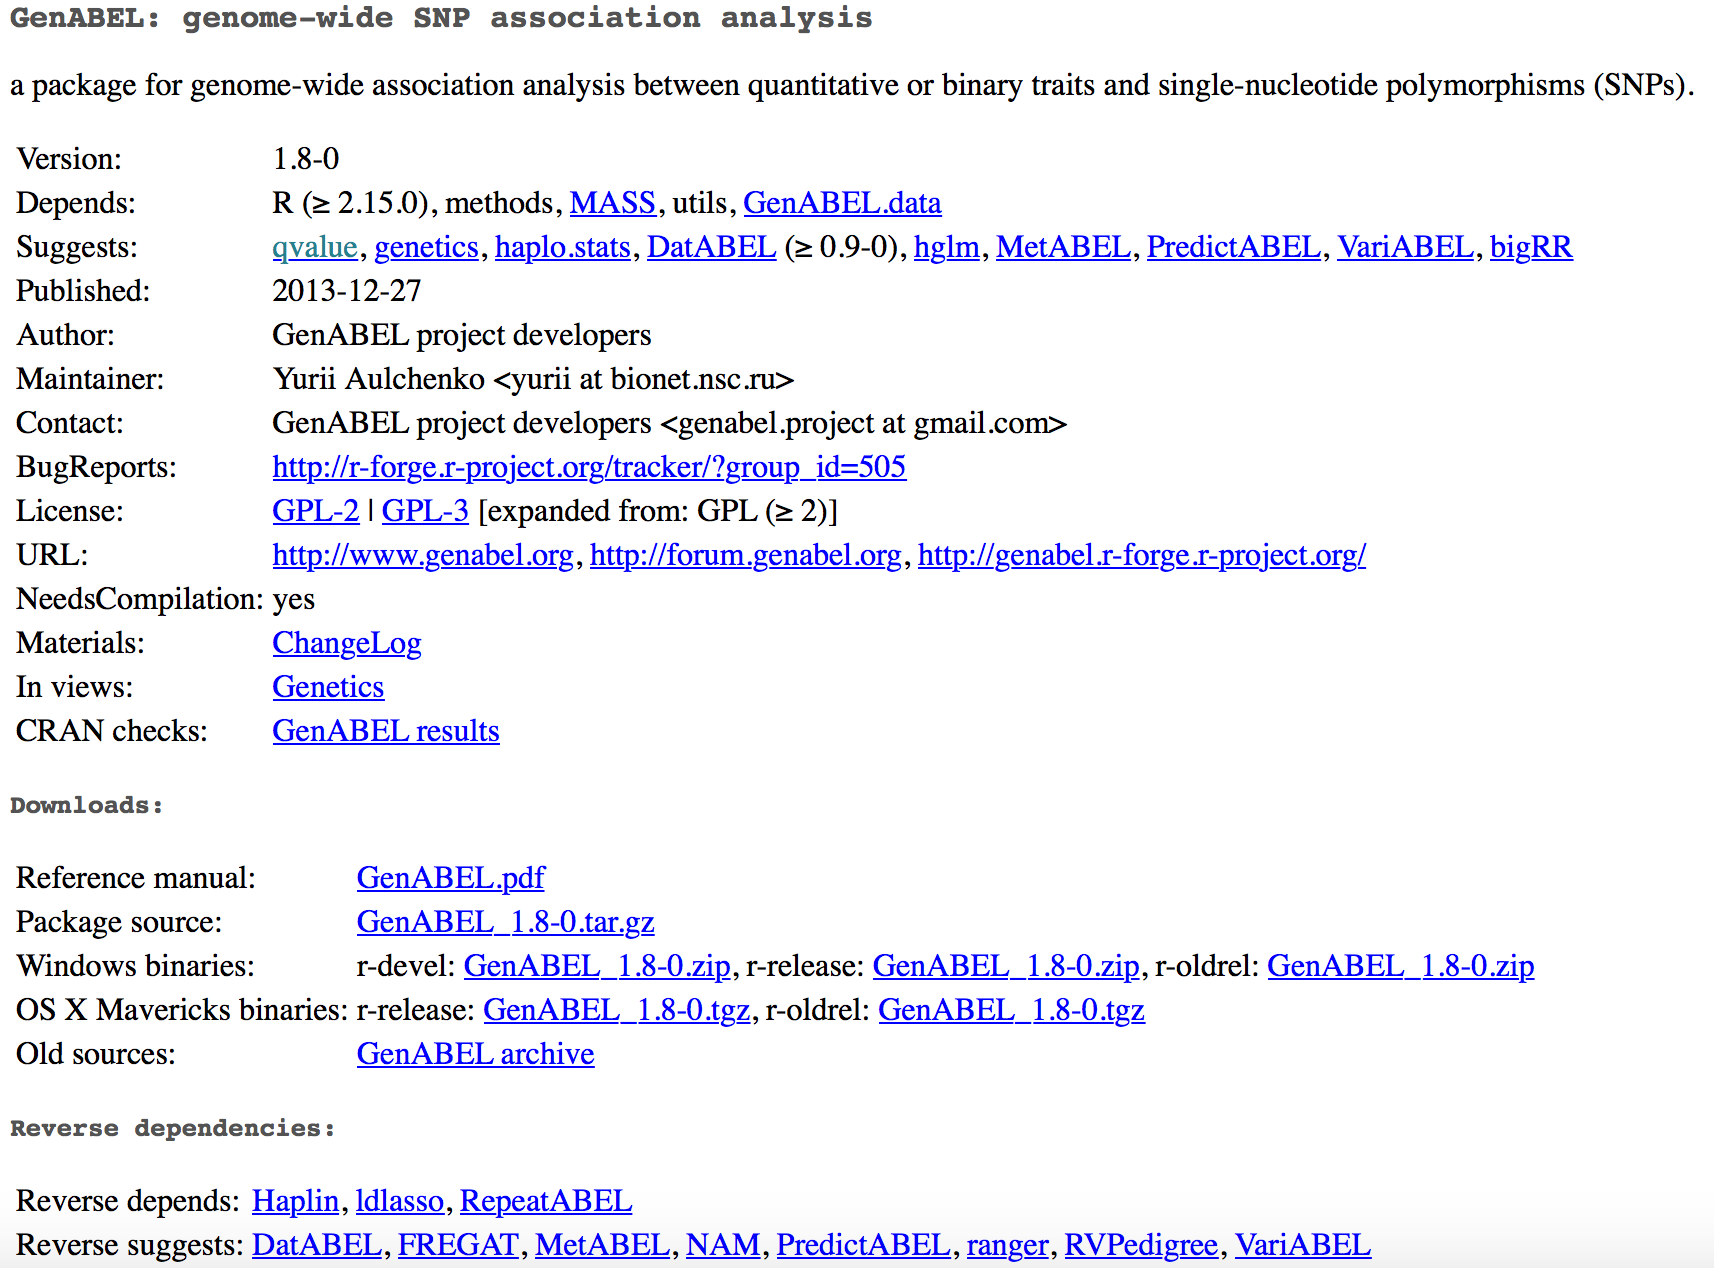 GenABEL: genome-wide SNP association analysis
a package for genome-wide association analysis between quantitative or binary traits and single-nucleotide polymorphisms (SNPs).
Version: 1.8-0
Depends: R (≥ 2.15.0), methods, MASS, utils, GenABEL.data
Suggests: qvalue, genetics, haplo.stats, DatABEL (≥ 0.9-0), hglm, MetABEL, PredictABEL, VariABEL, bigRR
Published: 2013-12-27
Author: GenABEL project developers
Maintainer: Yurii Aulchenko <yurii at bionet.nsc.ru>
Contact: GenABEL project developers <genabel.project at gmail.com>
BugReports: http://r-forge.r-project.org/tracker/?group_id=505
License: GPL-2 | GPL-3 [expanded from: GPL (≥ 2)]
URL: http://www.genabel.org, http://forum.genabel.org, http://genabel.r-forge.r-project.org/
NeedsCompilation: yes
Materials: ChangeLog
In views: Genetics
CRAN checks: GenABEL results
Downloads:
Reference manual: GenABEL.pdf
Package source: GenABEL_1.8-0.tar.gz
Windows binaries: r-devel: GenABEL_1.8-0.zip, r-release: GenABEL_1.8-0.zip, r-oldrel: GenABEL_1.8-0.zip
OS X Mavericks binaries: r-release: GenABEL_1.8-0.tgz, r-oldrel: GenABEL_1.8-0.tgz
Old sources: GenABEL archive
Reverse dependencies:
Reverse depends: Haplin, ldlasso, RepeatABEL
Reverse suggests: DatABEL, FREGAT, MetABEL, NAM, PredictABEL, ranger, RVPedigree, VariABEL